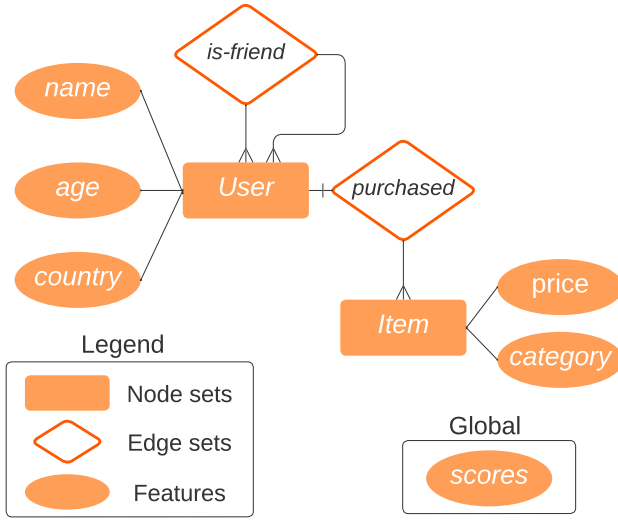 is-friend
name
age
User
purchased
country
price
Item
category
Legend
Node sets
Edge sets
Features
Global
scores